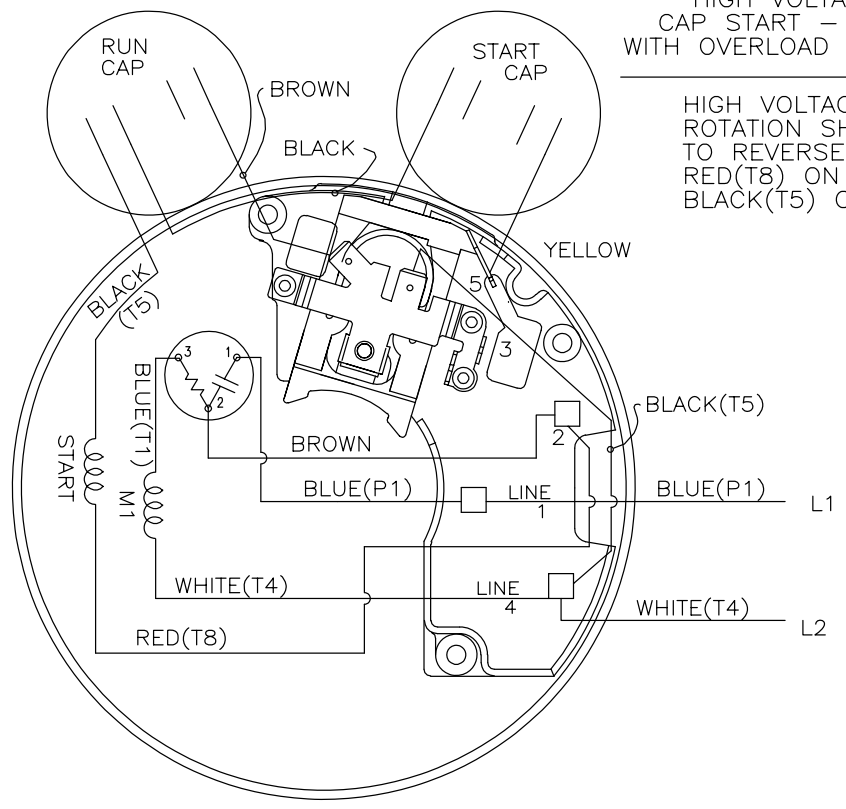 HIGH VOLTA
CAP START –
WITH OVERLOAD
HIGH VOLTAG
ROTATION SH
TO REVERSE
RED(T8) ON
BLACK(T5) O
RUN
CAP
START
CAP
BROWN
BLACK
YELLOW
BLACK
(T5)
5
3
3
1
2
BLUE(T1)
START
M1
BROWN
2
BLACK(T5)
BLUE(P1)
LINE
1
BLUE(P1)
L1
WHITE(T4)
LINE
4
WHITE(T4)
L2
RED(T8)